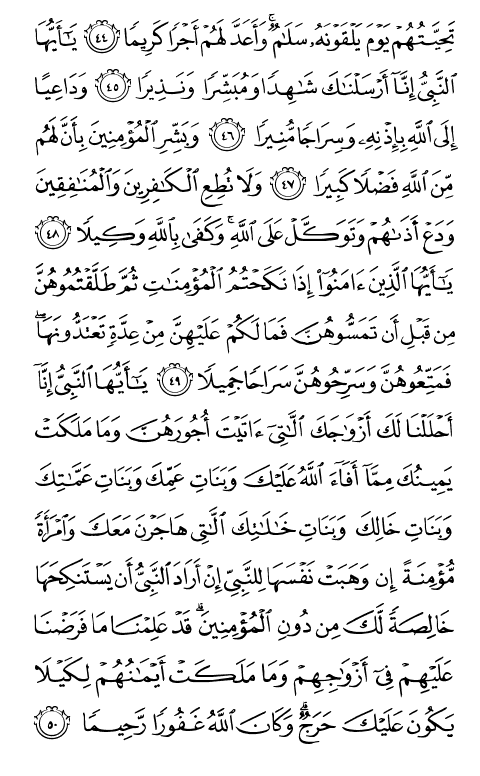 تَحِيَّتُهُمْ يَوْمَ يَلْقَوْنَهُۥ سَلَٰمٌ ۚ وَأَعَدَّ لَهُمْ أَجْرًا كَرِيمًا ٤٤ يَٰٓأَيُّهَا
ٱلنَّبِىُّ إِنَّآ أَرْسَلْنَٰكَ شَٰهِدًا وَمُبَشِّرًا وَنَذِيرًا ٤٥ وَدَاعِيًا
إِلَى ٱللَّهِ بِإِذْنِهِۦ وَسِرَاجًا مُّنِيرًا ٤٦ وَبَشِّرِ ٱلْمُؤْمِنِينَ بِأَنَّ لَهُم
مِّنَ ٱللَّهِ فَضْلًا كَبِيرًا ٤٧ وَلَا تُطِعِ ٱلْكَٰفِرِينَ وَٱلْمُنَٰفِقِينَ
وَدَعْ أَذَىٰهُمْ وَتَوَكَّلْ عَلَى ٱللَّهِ ۚ وَكَفَىٰ بِٱللَّهِ وَكِيلًا ٤٨
يَٰٓأَيُّهَا ٱلَّذِينَ ءَامَنُوٓا۟ إِذَا نَكَحْتُمُ ٱلْمُؤْمِنَٰتِ ثُمَّ طَلَّقْتُمُوهُنَّ
مِن قَبْلِ أَن تَمَسُّوهُنَّ فَمَا لَكُمْ عَلَيْهِنَّ مِنْ عِدَّةٍ تَعْتَدُّونَهَا ۖ
فَمَتِّعُوهُنَّ وَسَرِّحُوهُنَّ سَرَاحًا جَمِيلًا ٤٩ يَٰٓأَيُّهَا ٱلنَّبِىُّ إِنَّآ
أَحْلَلْنَا لَكَ أَزْوَٰجَكَ ٱلَّٰتِىٓ ءَاتَيْتَ أُجُورَهُنَّ وَمَا مَلَكَتْ
يَمِينُكَ مِمَّآ أَفَآءَ ٱللَّهُ عَلَيْكَ وَبَنَاتِ عَمِّكَ وَبَنَاتِ عَمَّٰتِكَ
وَبَنَاتِ خَالِكَ وَبَنَاتِ خَٰلَٰتِكَ ٱلَّٰتِى هَاجَرْنَ مَعَكَ وَٱمْرَأَةً
مُّؤْمِنَةً إِن وَهَبَتْ نَفْسَهَا لِلنَّبِىِّ إِنْ أَرَادَ ٱلنَّبِىُّ أَن يَسْتَنكِحَهَا
خَالِصَةً لَّكَ مِن دُونِ ٱلْمُؤْمِنِينَ ۗ قَدْ عَلِمْنَا مَا فَرَضْنَا
عَلَيْهِمْ فِىٓ أَزْوَٰجِهِمْ وَمَا مَلَكَتْ أَيْمَٰنُهُمْ لِكَيْلَا
يَكُونَ عَلَيْكَ حَرَجٌ ۗ وَكَانَ ٱللَّهُ غَفُورًا رَّحِيمًا ٥٠